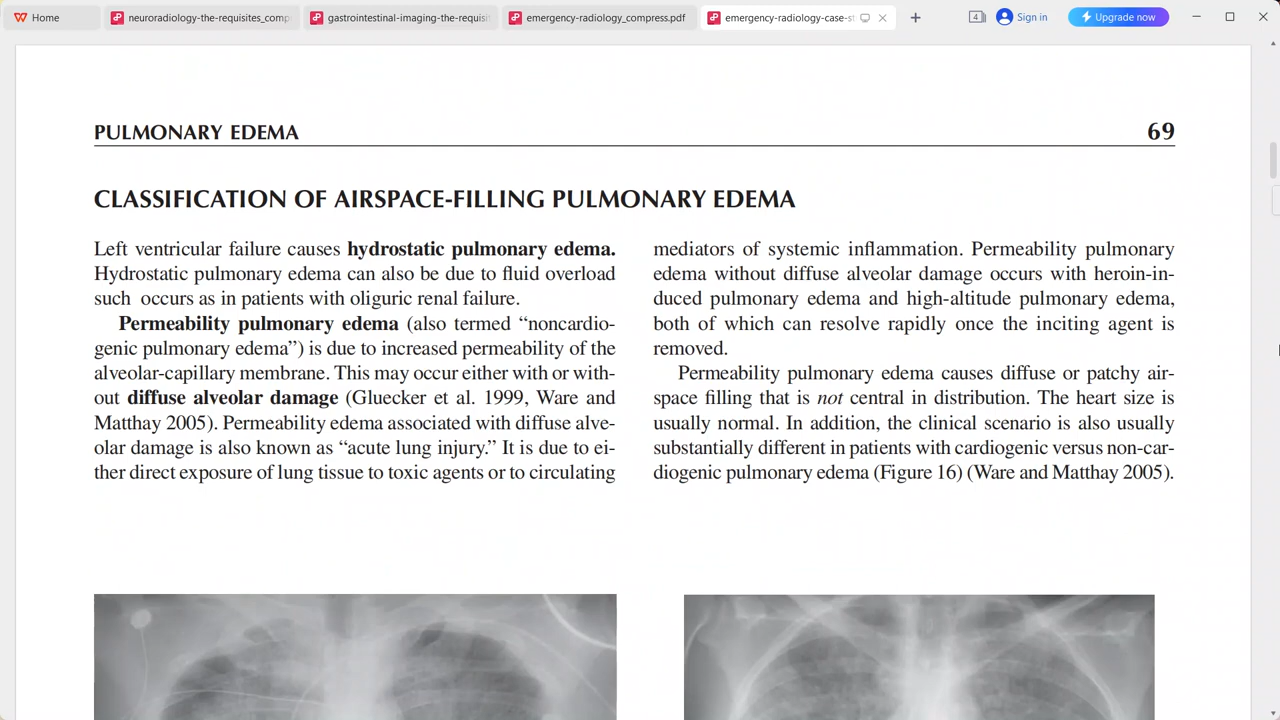 Home
neuroradiology-the-requisites_comp
gastrointestinal-imaging-the-requisit
emergency-radiology_compress.pdf
emergency-radiology-case-st
4
Sign in
Upgrade now
PULMONARY EDEMA
69
CLASSIFICATION OF AIRSPACE-FILLING PULMONARY EDEMA
Left ventricular failure causes hydrostatic pulmonary edema.
Hydrostatic pulmonary edema can also be due to fluid overload
such occurs as in patients with oliguric renal failure.
Permeability pulmonary edema (also termed “noncardio-
genic pulmonary edema”) is due to increased permeability of the
alveolar-capillary membrane. This may occur either with or with-
out diffuse alveolar damage (Gluecker et al. 1999, Ware and
Matthay 2005). Permeability edema associated with diffuse alve-
olar damage is also known as “acute lung injury.” It is due to ei-
ther direct exposure of lung tissue to toxic agents or to circulating
mediators of systemic inflammation. Permeability pulmonary
edema without diffuse alveolar damage occurs with heroin-in-
duced pulmonary edema and high-altitude pulmonary edema,
both of which can resolve rapidly once the inciting agent is
removed.
Permeability pulmonary edema causes diffuse or patchy air-
space filling that is not central in distribution. The heart size is
usually normal. In addition, the clinical scenario is also usually
substantially different in patients with cardiogenic versus non-car-
diogenic pulmonary edema (Figure 16) (Ware and Matthay 2005).